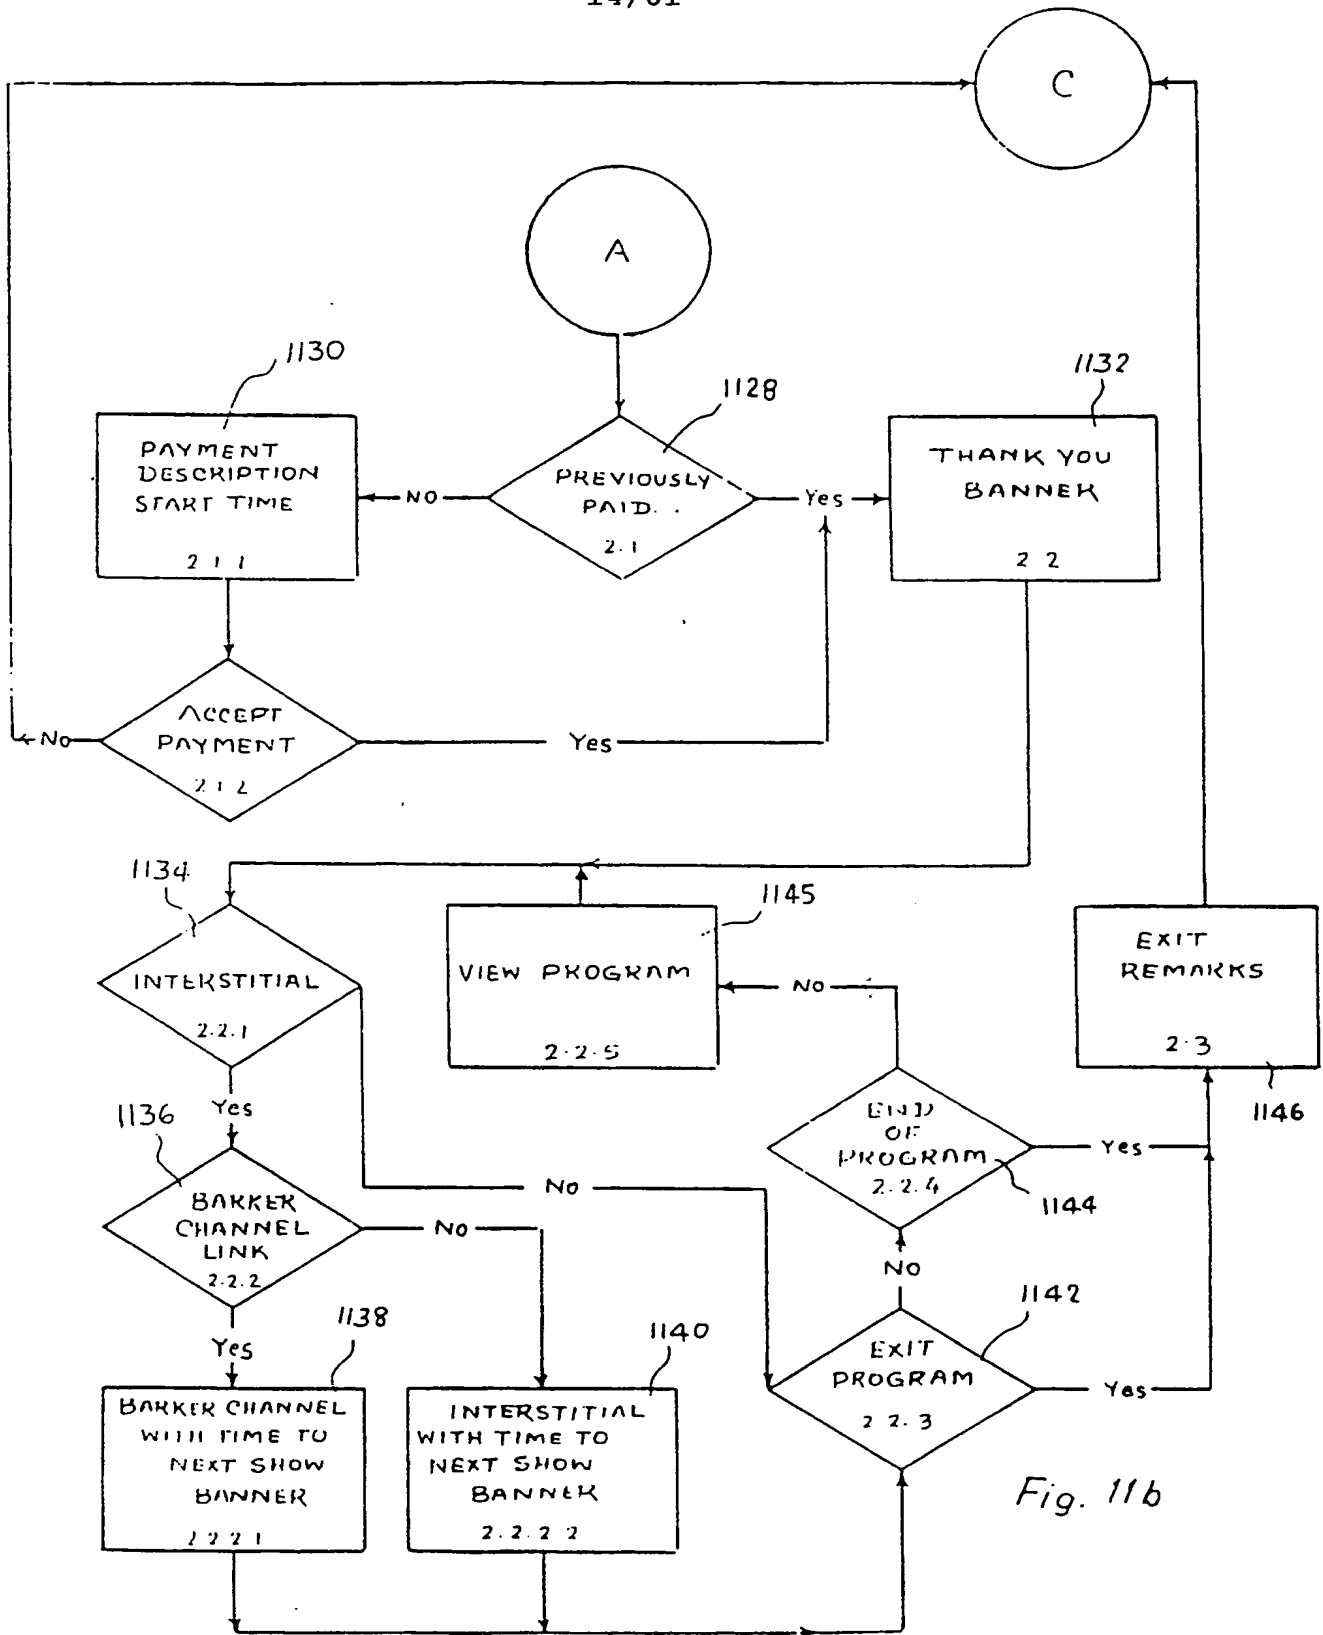 C
A
1130
1128
1132
PAYMENT
DESCRIPTION
START TIME
2 1 1
NO
PREVIOUSLY
PAID. .
2.1
Yes
THANK YOU
BANNER
2 2
No
ACCEPT
PAYMENT
2 1 2
Yes
1134
INTERSTITIAL
2.2.1
1145
VIEW PROGRAM
2.2.5
NO
EXIT
REMARKS
2.3
1146
Yes
1136
BARKER
CHANNEL
LINK
2.2.2
No
No
END
OF
PROGRAM
2.2.4
1144
Yes
NO
Yes
1138
1140
1142
BARKER CHANNEL
WITH TIME TO
NEXT SHOW
BANNER
2 2 2 1
INTERSTITIAL
WITH TIME TO
NEXT SHOW
BANNER
2.2.2 2
EXIT
PROGRAM
2 2.3
Yes
Fig. 11b